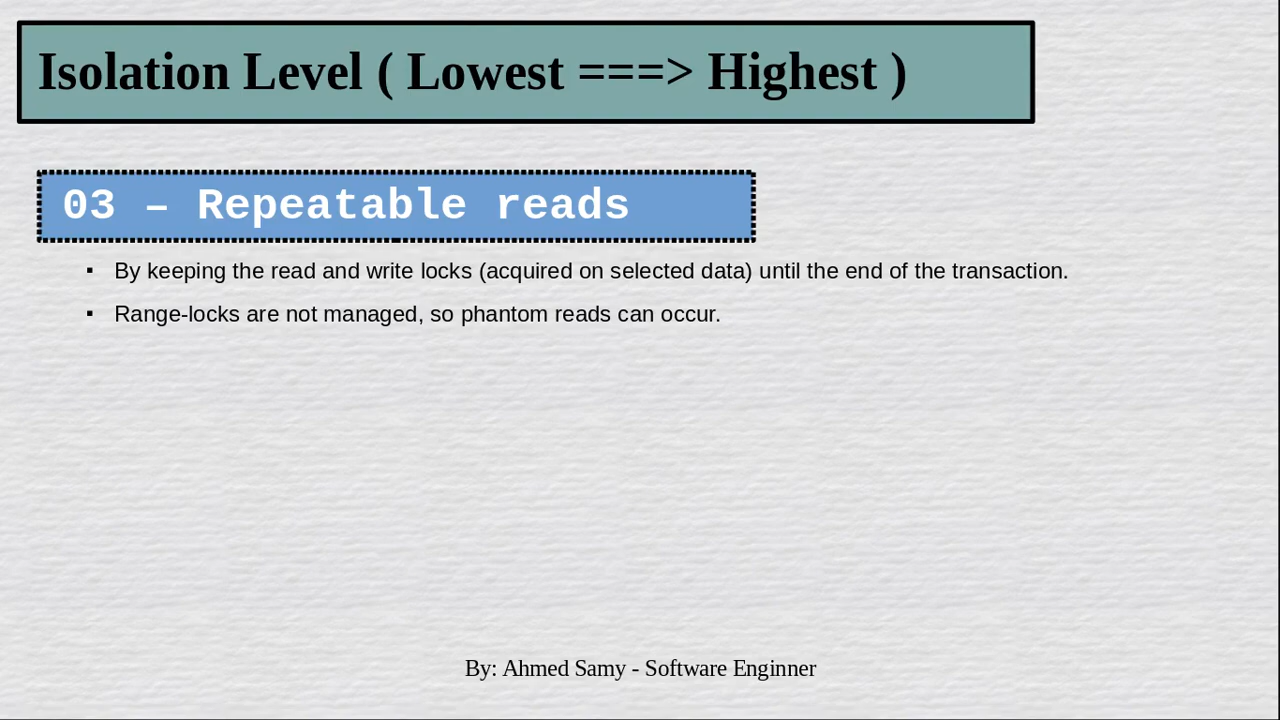 Isolation Level ( Lowest ===> Highest )
03 – Repeatable reads
▪ By keeping the read and write locks (acquired on selected data) until the end of the transaction.
▪ Range-locks are not managed, so phantom reads can occur.
By: Ahmed Samy - Software Enginner